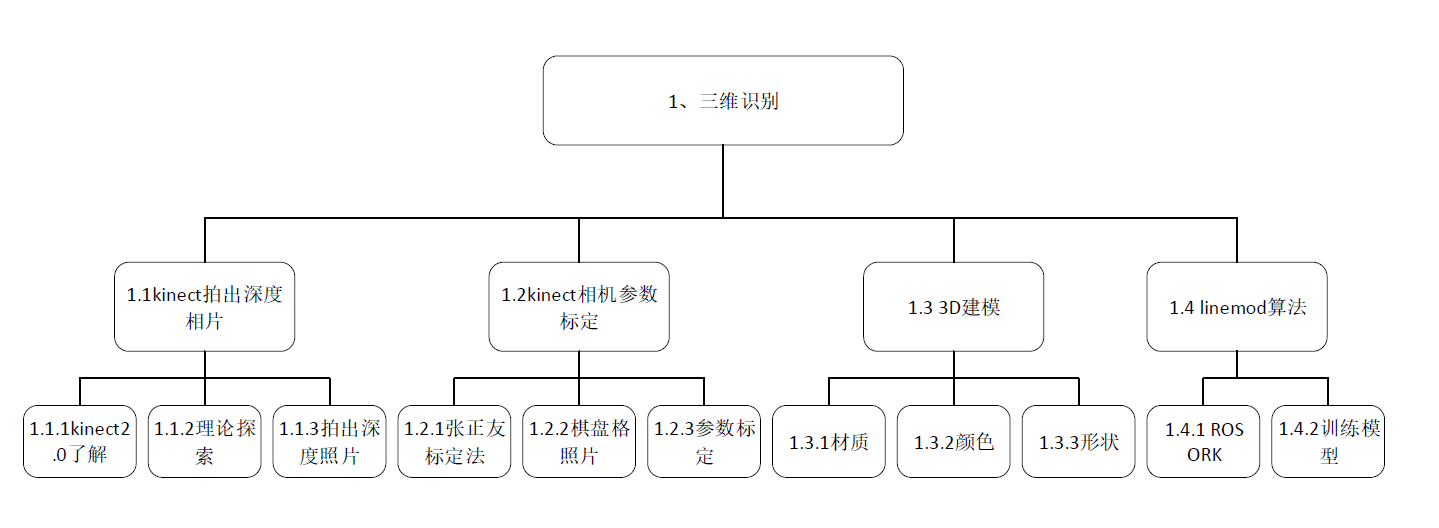 1、三维识别
1.1kinect拍出深度
相片
1.2kinect相机参数
标定
1.3 3D建模
1.4 linemod算法
1.1.1kinect2
.0了解
1.1.2理论探
索
1.1.3拍出深
度照片
1.2.1张正友
标定法
1.2.2棋盘格
照片
1.2.3参数标
定
1.3.1材质
1.3.2颜色
1.3.3形状
1.4.1 ROS
ORK
1.4.2训练模
型